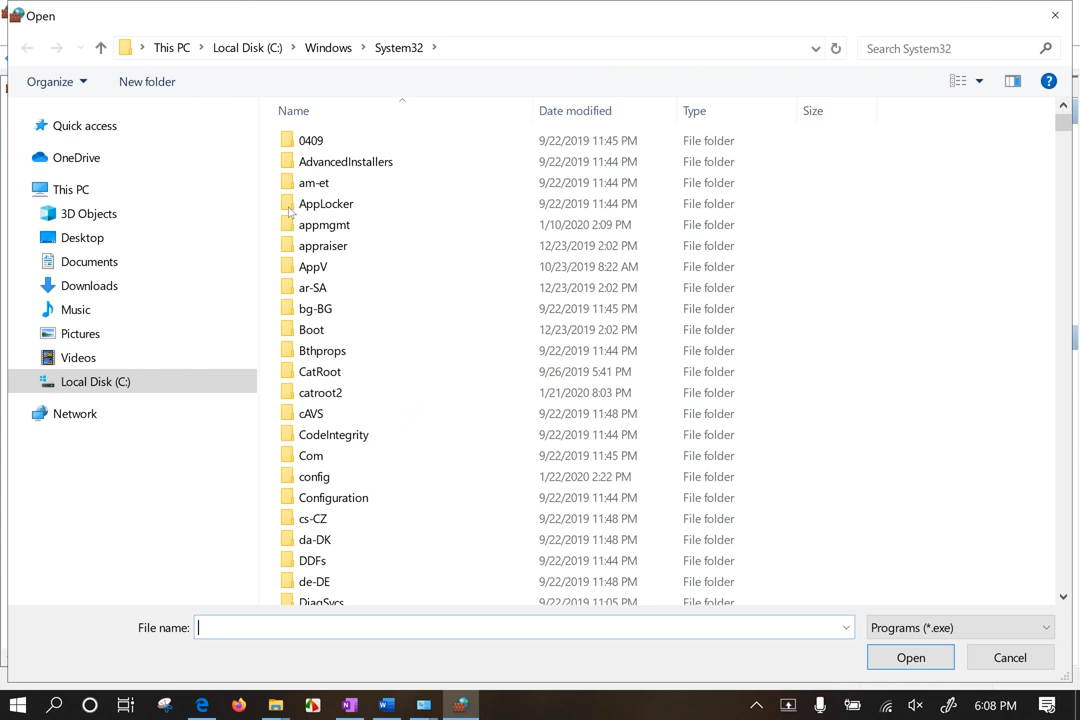 Open
This PC > Local Disk (C:) > Windows > System32 >
Search System32
Organize
New folder
Name
Date modified
Type
Size
Quick access
OneDrive
This PC
3D Objects
Desktop
Documents
Downloads
Music
Pictures
Videos
Local Disk (C:)
Network
0409 9/22/2019 11:45 PM File folder
AdvancedInstallers 9/22/2019 11:44 PM File folder
am-et 9/22/2019 11:44 PM File folder
AppLocker 9/22/2019 11:44 PM File folder
appmgmt 1/10/2020 2:09 PM File folder
appraiser 12/23/2019 2:02 PM File folder
AppV 10/23/2019 8:22 AM File folder
ar-SA 12/23/2019 2:02 PM File folder
bg-BG 9/22/2019 11:45 PM File folder
Boot 12/23/2019 2:02 PM File folder
Bthprops 9/22/2019 11:44 PM File folder
CatRoot 9/26/2019 5:41 PM File folder
catroot2 1/21/2020 8:03 PM File folder
cAVS 9/22/2019 11:48 PM File folder
CodeIntegrity 9/22/2019 11:44 PM File folder
Com 9/22/2019 11:45 PM File folder
config 1/22/2020 2:22 PM File folder
Configuration 9/22/2019 11:44 PM File folder
cs-CZ 9/22/2019 11:48 PM File folder
da-DK 9/22/2019 11:48 PM File folder
DDFs 9/22/2019 11:44 PM File folder
de-DE 9/22/2019 11:48 PM File folder
DiagSvcs 9/22/2019 11:05 PM File folder
File name:
Programs (*.exe)
Open
Cancel
6:08 PM